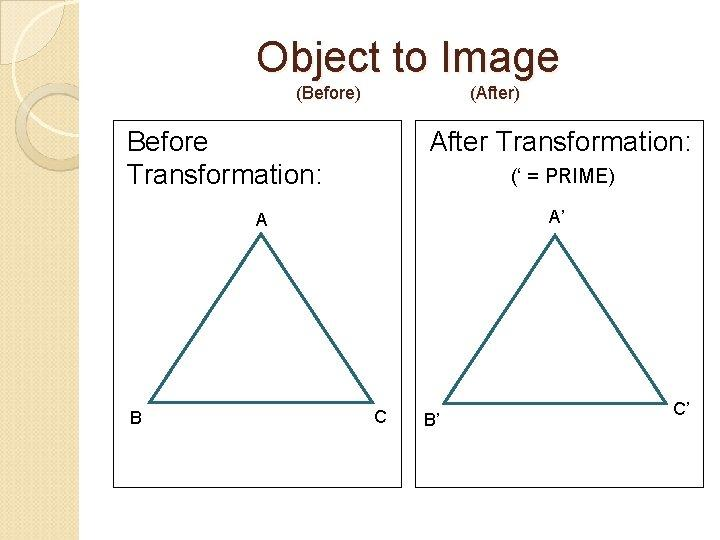 Object to Image
(Before) (After)
Before
Transformation:
A
B
C
After Transformation:
(‘ = PRIME)
A’
B’
C’